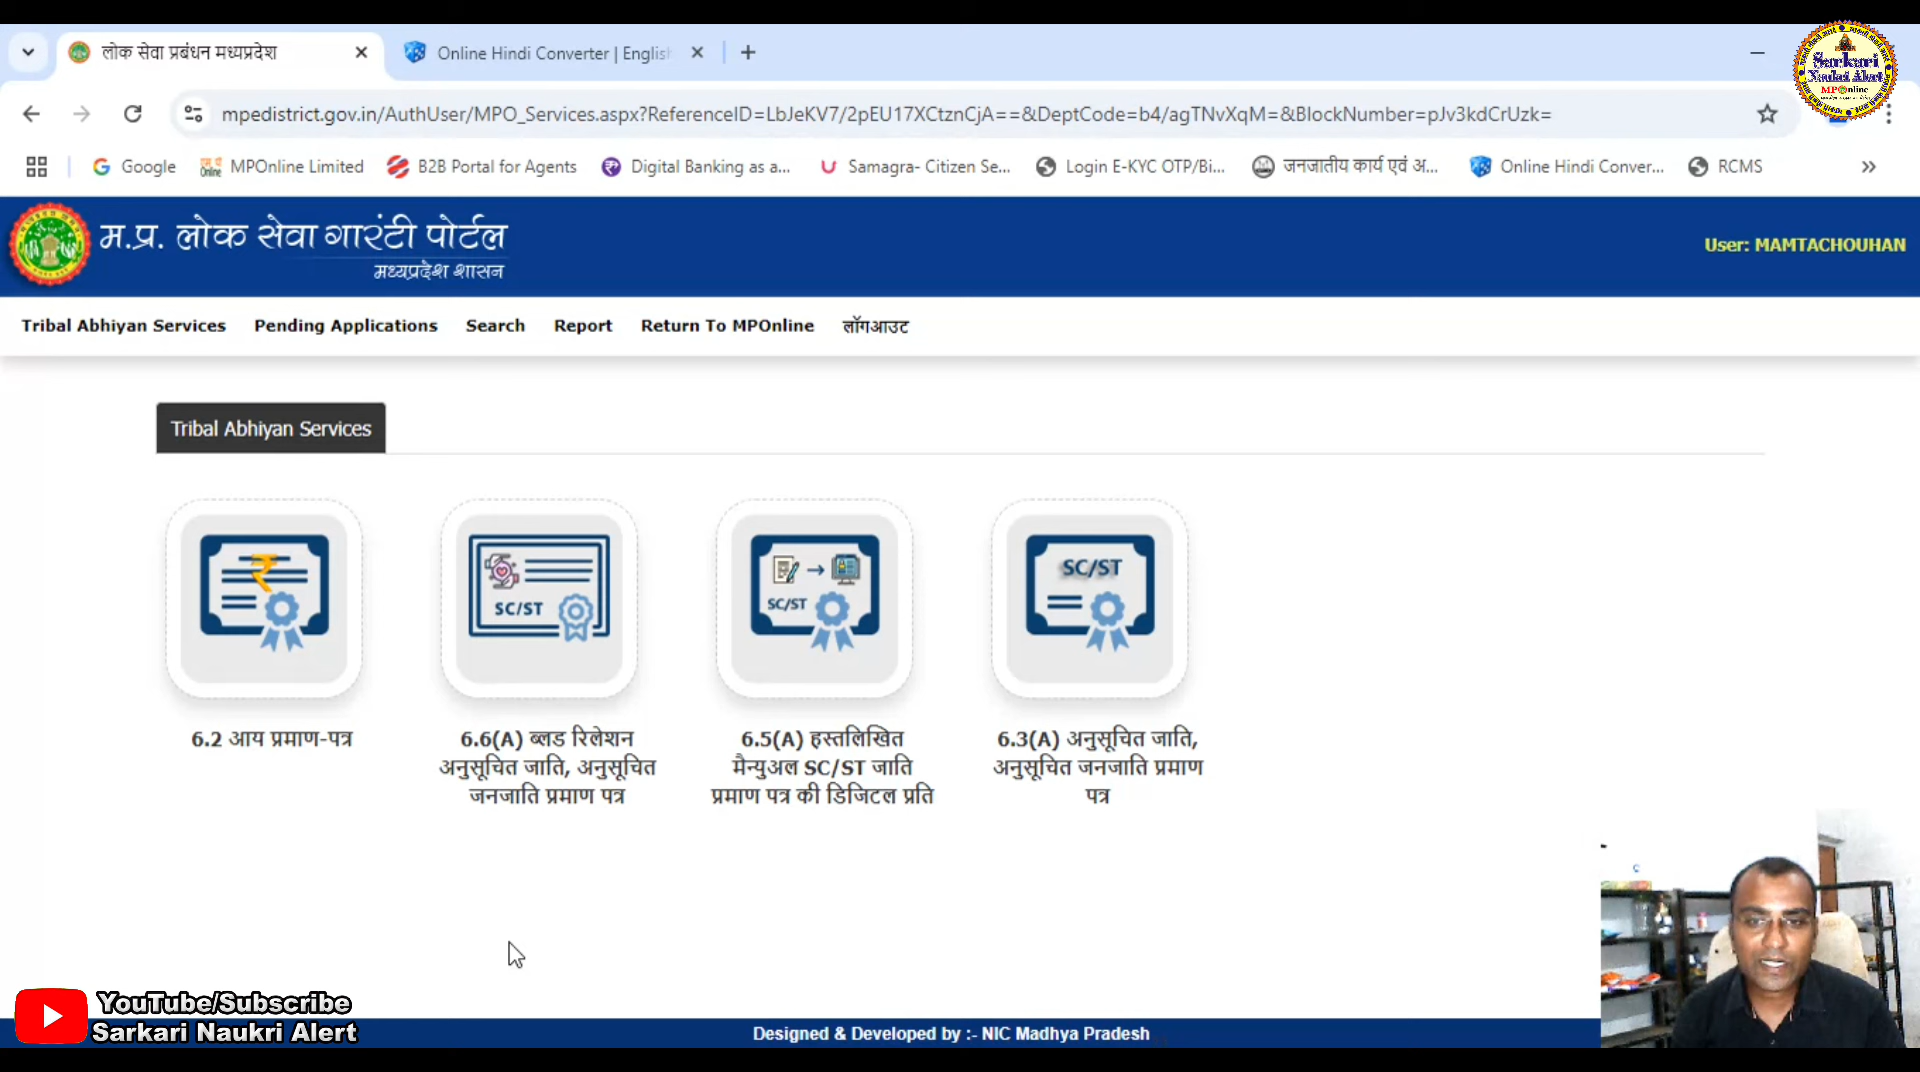 लोक सेवा प्रबंधन मध्यप्रदेश
Online Hindi Converter | English
Sarkari
Naukri Alert
MPOnline
mpedistrict.gov.in/AuthUser/MPO_Services.aspx?ReferenceID=LbJeKV7/2pEU17XCtznCjA==&DeptCode=b4/agTNvXqM=&BlockNumber=pJv3kdCrUzk=
Google MPOnline Limited B2B Portal for Agents Digital Banking as a... Samagra- Citizen Se... Login E-KYC OTP/Bi... जनजातीय कार्य एवं अ... Online Hindi Conver... RCMS
म.प्र. लोक सेवा गारंटी पोर्टल
मध्यप्रदेश शासन
User: MAMTACHOUHAN
Tribal Abhiyan Services Pending Applications Search Report Return To MPOnline लॉगआउट
Tribal Abhiyan Services
SC/ST
SC/ST
SC/ST
6.2 आय प्रमाण-पत्र
6.6(A) ब्लड रिलेशन
अनुसूचित जाति, अनुसूचित
जनजाति प्रमाण पत्र
6.5(A) हस्तलिखित
मैन्युअल SC/ST जाति
प्रमाण पत्र की डिजिटल प्रति
6.3(A) अनुसूचित जाति,
अनुसूचित जनजाति प्रमाण
पत्र
YouTube/Subscribe
Sarkari Naukri Alert
Designed & Developed by :- NIC Madhya Pradesh